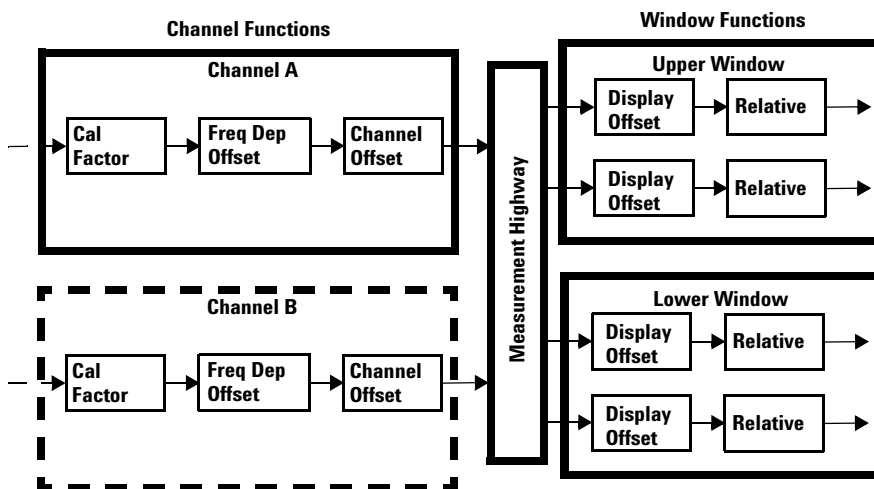 Channel Functions
Channel A
Cal
Factor
Freq Dep
Offset
Channel
Offset
Channel B
Cal
Factor
Freq Dep
Offset
Channel
Offset
Measurement Highway
Window Functions
Upper Window
Display
Offset
Relative
Display
Offset
Relative
Lower Window
Display
Offset
Relative
Display
Offset
Relative